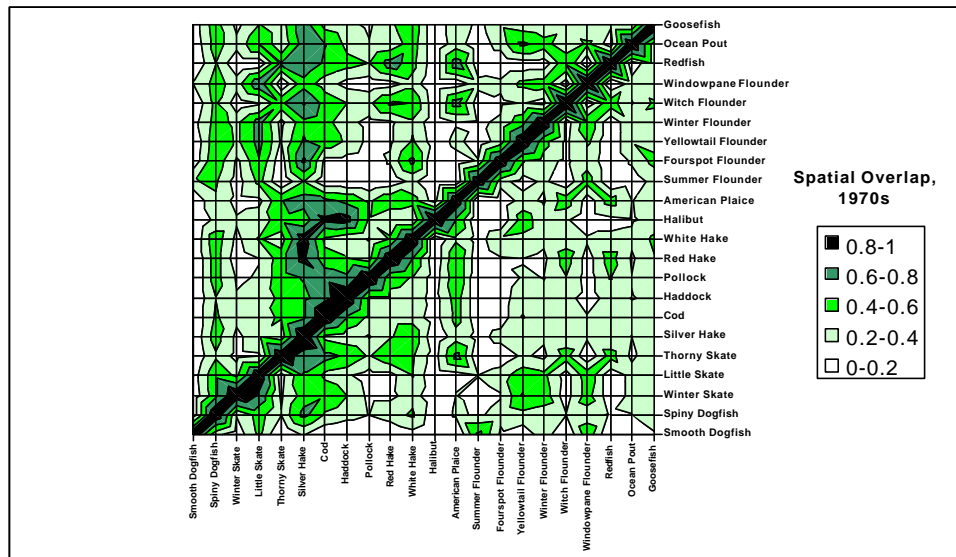 Goosefish
Ocean Pout
Redfish
Windowpane Flounder
Witch Flounder
Winter Flounder
Yellowtail Flounder
Fourspot Flounder
Summer Flounder
American Plaice
Halibut
White Hake
Red Hake
Pollock
Haddock
Cod
Silver Hake
Thorny Skate
Little Skate
Winter Skate
Spiny Dogfish
Smooth Dogfish
Spatial Overlap,
1970s
0.8-1
0.6-0.8
0.4-0.6
0.2-0.4
0-0.2
Smooth Dogfish
Spiny Dogfish
Winter Skate
Little Skate
Thorny Skate
Silver Hake
Cod
Haddock
Pollock
Red Hake
White Hake
Halibut
American Plaice
Summer Flounder
Fourspot Flounder
Yellowtail Flounder
Winter Flounder
Witch Flounder
Windowpane Flounder
Redfish
Ocean Pout
Goosefish